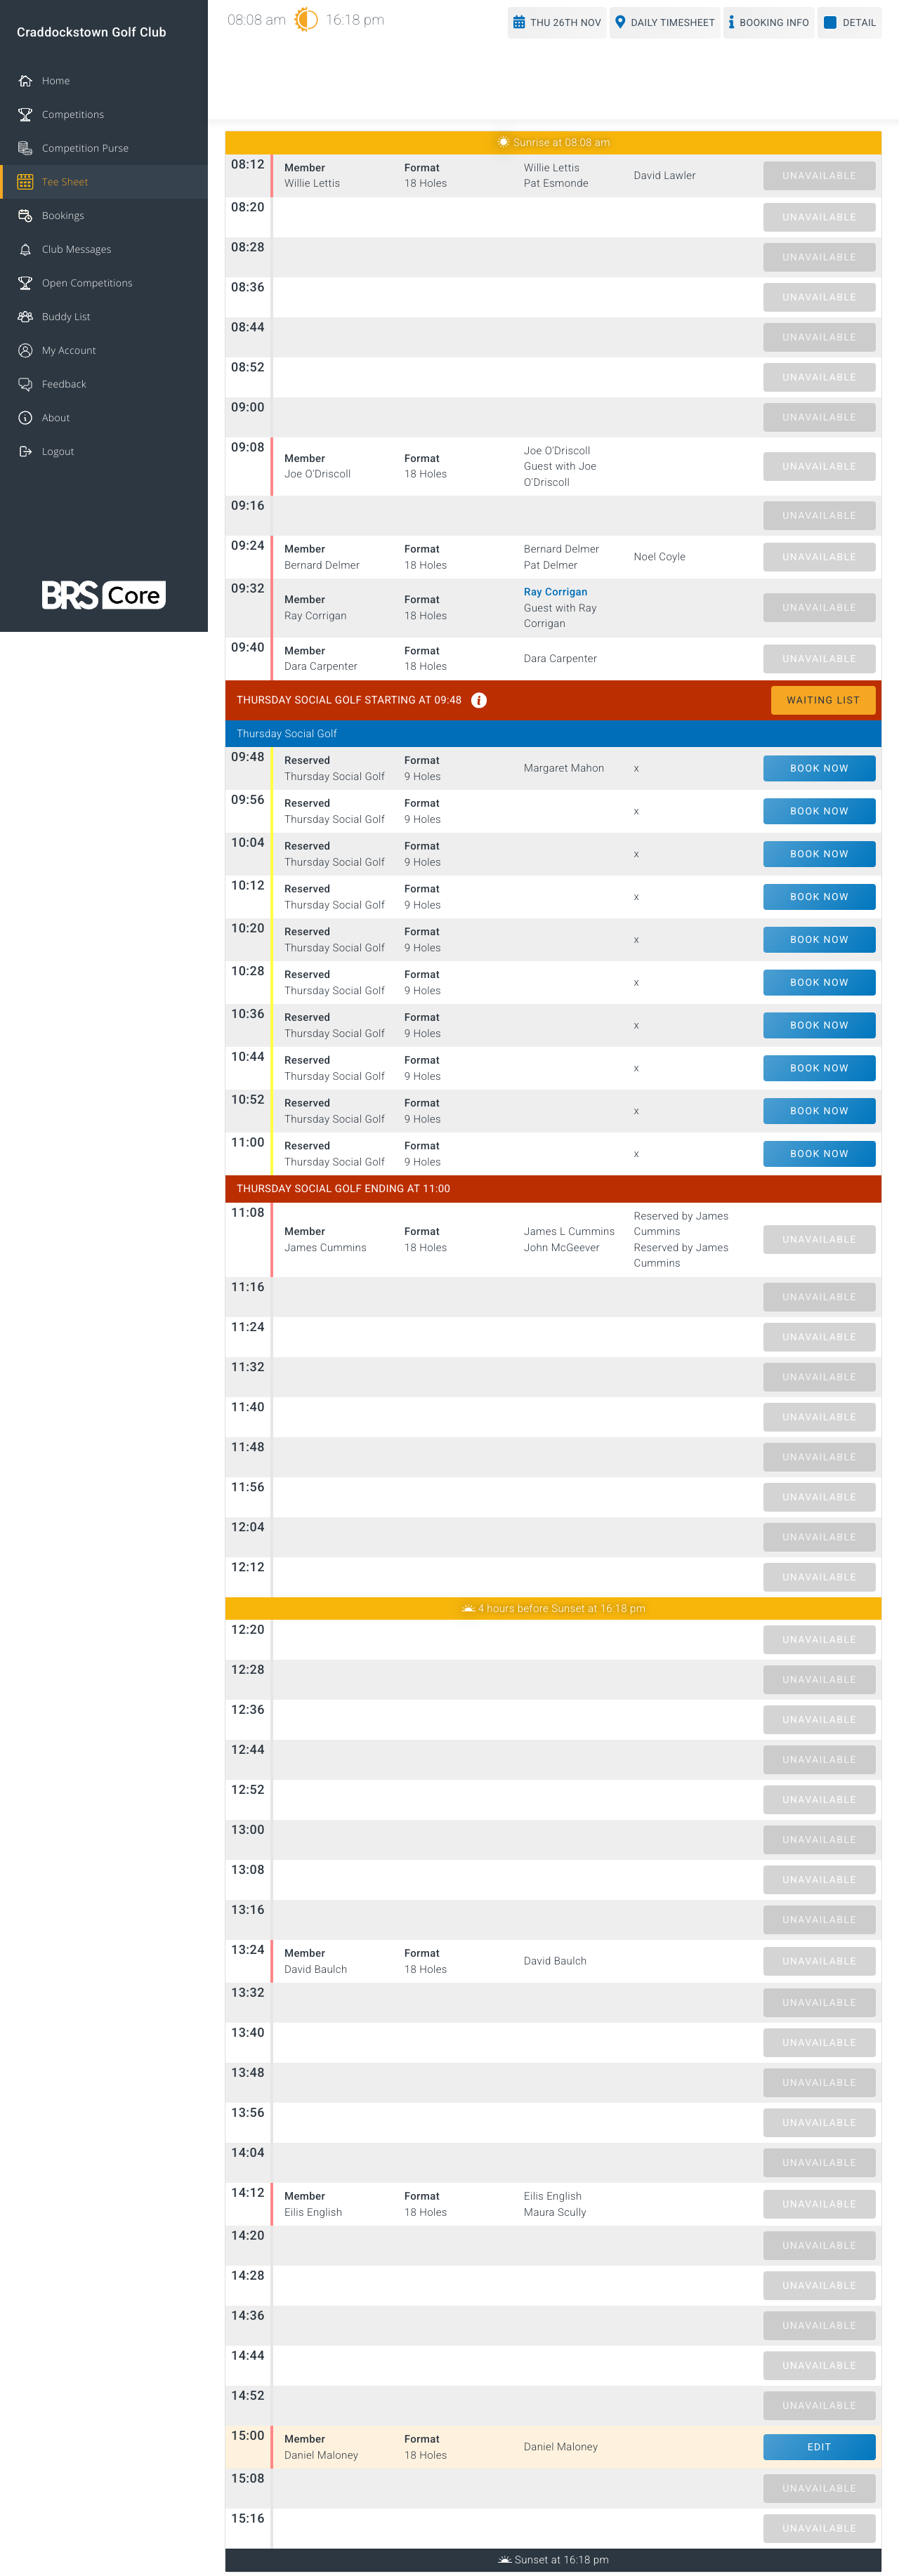 Craddockstown Golf Club
Home
Competitions
Competition Purse
Tee Sheet
Bookings
Club Messages
Open Competitions
Buddy List
My Account
Feedback
About
Logout
BRS Core
08:08 am 16:18 pm
THU 26TH NOV DAILY TIMESHEET BOOKING INFO DETAIL
Sunrise at 08:08 am
08:12 Member Format Willie Lettis David Lawler UNAVAILABLE
Willie Lettis 18 Holes Pat Esmonde
08:20 UNAVAILABLE
08:28 UNAVAILABLE
08:36 UNAVAILABLE
08:44 UNAVAILABLE
08:52 UNAVAILABLE
09:00 UNAVAILABLE
09:08 Member Format Joe O'Driscoll UNAVAILABLE
Joe O'Driscoll 18 Holes Guest with Joe
O'Driscoll
09:16 UNAVAILABLE
09:24 Member Format Bernard Delmer Noel Coyle UNAVAILABLE
Bernard Delmer 18 Holes Pat Delmer
09:32 Member Format Ray Corrigan UNAVAILABLE
Ray Corrigan 18 Holes Guest with Ray
Corrigan
09:40 Member Format Dara Carpenter UNAVAILABLE
Dara Carpenter 18 Holes
THURSDAY SOCIAL GOLF STARTING AT 09:48 WAITING LIST
Thursday Social Golf
09:48 Reserved Format Margaret Mahon x BOOK NOW
Thursday Social Golf 9 Holes
09:56 Reserved Format x BOOK NOW
Thursday Social Golf 9 Holes
10:04 Reserved Format x BOOK NOW
Thursday Social Golf 9 Holes
10:12 Reserved Format x BOOK NOW
Thursday Social Golf 9 Holes
10:20 Reserved Format x BOOK NOW
Thursday Social Golf 9 Holes
10:28 Reserved Format x BOOK NOW
Thursday Social Golf 9 Holes
10:36 Reserved Format x BOOK NOW
Thursday Social Golf 9 Holes
10:44 Reserved Format x BOOK NOW
Thursday Social Golf 9 Holes
10:52 Reserved Format x BOOK NOW
Thursday Social Golf 9 Holes
11:00 Reserved Format x BOOK NOW
Thursday Social Golf 9 Holes
THURSDAY SOCIAL GOLF ENDING AT 11:00
11:08 Member Format James L Cummins Reserved by James UNAVAILABLE
James Cummins 18 Holes John McGeever Cummins
Reserved by James
Cummins
11:16 UNAVAILABLE
11:24 UNAVAILABLE
11:32 UNAVAILABLE
11:40 UNAVAILABLE
11:48 UNAVAILABLE
11:56 UNAVAILABLE
12:04 UNAVAILABLE
12:12 UNAVAILABLE
4 hours before Sunset at 16:18 pm
12:20 UNAVAILABLE
12:28 UNAVAILABLE
12:36 UNAVAILABLE
12:44 UNAVAILABLE
12:52 UNAVAILABLE
13:00 UNAVAILABLE
13:08 UNAVAILABLE
13:16 UNAVAILABLE
13:24 Member Format David Baulch UNAVAILABLE
David Baulch 18 Holes
13:32 UNAVAILABLE
13:40 UNAVAILABLE
13:48 UNAVAILABLE
13:56 UNAVAILABLE
14:04 UNAVAILABLE
14:12 Member Format Eilis English UNAVAILABLE
Eilis English 18 Holes Maura Scully
14:20 UNAVAILABLE
14:28 UNAVAILABLE
14:36 UNAVAILABLE
14:44 UNAVAILABLE
14:52 UNAVAILABLE
15:00 Member Format Daniel Maloney EDIT
Daniel Maloney 18 Holes
15:08 UNAVAILABLE
15:16 UNAVAILABLE
Sunset at 16:18 pm